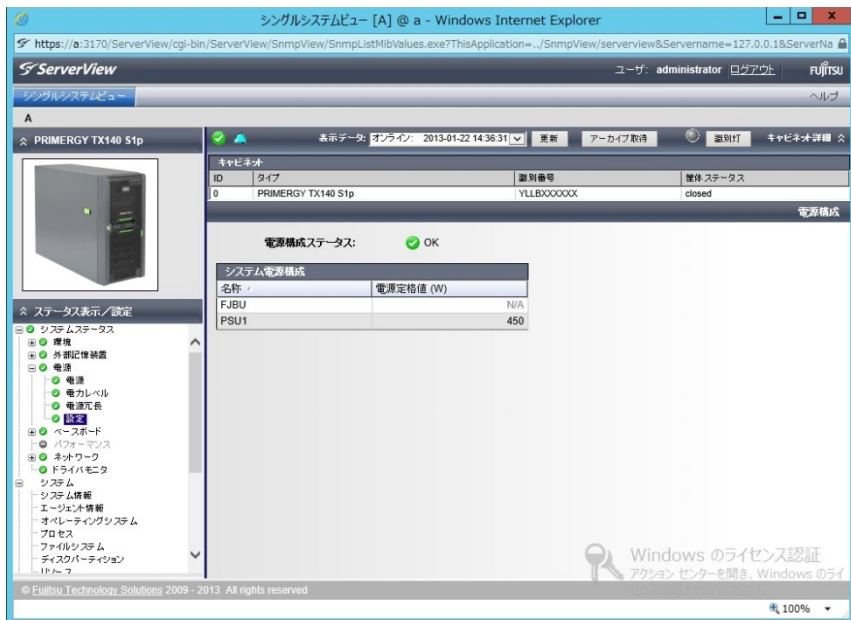 シングルシステムビュー [A] @ a - Windows Internet Explorer
https://a:3170/ServerView/cgi-bin/ServerView/SnmpView/SnmpListMibValues.exe?ThisApplication=../SnmpView/serverview&Servername=127.0.0.1&ServerNa
ServerView
ユーザ: administrator ログアウト FUJITSU
シングルシステムビュー ヘルプ
A
PRIMERGY TX140 S1p
表示データ: オンライン: 2013-01-22 14:36:31 更新 アーカイブ取得 識別灯 キャビネット詳細
キャビネット
ID タイプ 識別番号 筐体ステータス
0 PRIMERGY TX140 S1p YLLBXXXXXX closed
電源構成
電源構成ステータス: OK
システム電源構成
名称 電源定格値 (W)
FJBU N/A
PSU1 450
ステータス表示/設定
システムステータス
環境
外部記憶装置
電源
電源
電力レベル
電源冗長
設定
ベースボード
パフォーマンス
ネットワーク
ドライバモニタ
システム
システム情報
エージェント情報
オペレーティングシステム
プロセス
ファイルシステム
ディスクパーティション
Windows のライセンス認証
アクション センターを開き、Windows のライ
© Fujitsu Technology Solutions 2009 - 2013 All rights reserved
100%